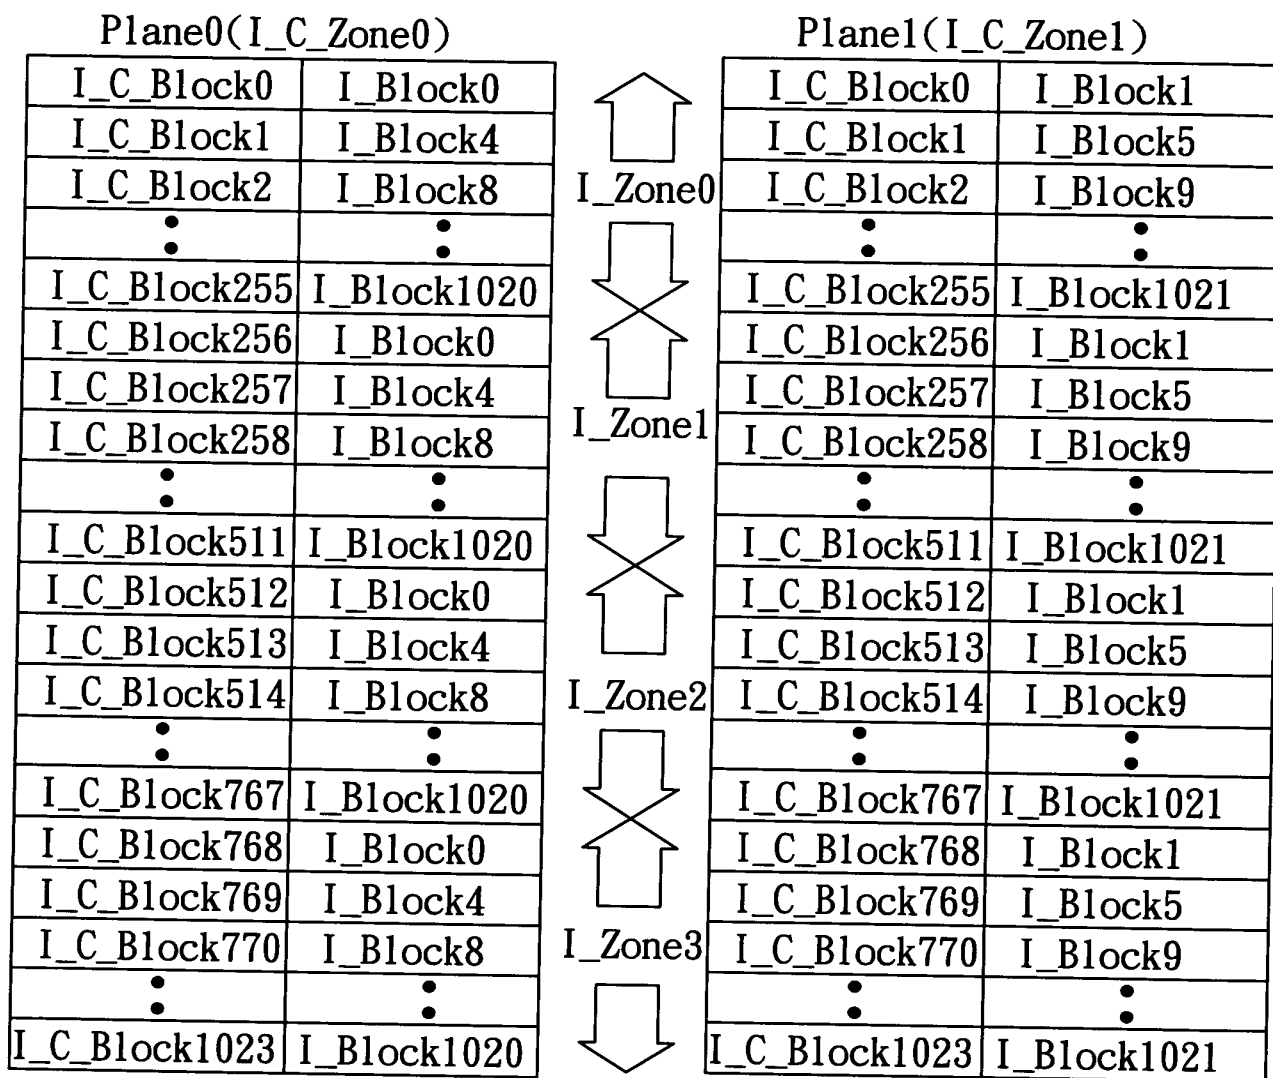 Plane0(I_C_Zone0) Plane1(I_C_Zone1)
I_C_Block0 I_Block0 I_C_Block0 I_Block1
I_C_Block1 I_Block4 I_C_Block1 I_Block5
I_C_Block2 I_Block8 I_Zone0 I_C_Block2 I_Block9
I_C_Block255 I_Block1020 I_C_Block255 I_Block1021
I_C_Block256 I_Block0 I_C_Block256 I_Block1
I_C_Block257 I_Block4 I_C_Block257 I_Block5
I_C_Block258 I_Block8 I_Zone1 I_C_Block258 I_Block9
I_C_Block511 I_Block1020 I_C_Block511 I_Block1021
I_C_Block512 I_Block0 I_C_Block512 I_Block1
I_C_Block513 I_Block4 I_C_Block513 I_Block5
I_C_Block514 I_Block8 I_Zone2 I_C_Block514 I_Block9
I_C_Block767 I_Block1020 I_C_Block767 I_Block1021
I_C_Block768 I_Block0 I_C_Block768 I_Block1
I_C_Block769 I_Block4 I_C_Block769 I_Block5
I_C_Block770 I_Block8 I_Zone3 I_C_Block770 I_Block9
I_C_Block1023 I_Block1020 I_C_Block1023 I_Block1021